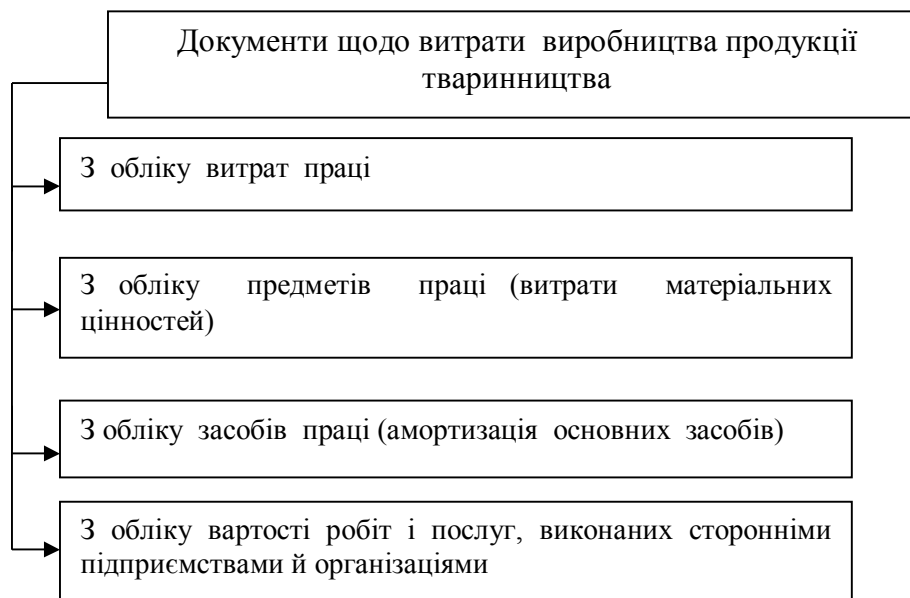 Документи щодо витрати виробництва продукції
тваринництва
З обліку витрат праці
З обліку предметів праці (витрати матеріальних
цінностей)
З обліку засобів праці (амортизація основних засобів)
З обліку вартості робіт і послуг, виконаних сторонніми
підприємствами й організаціями